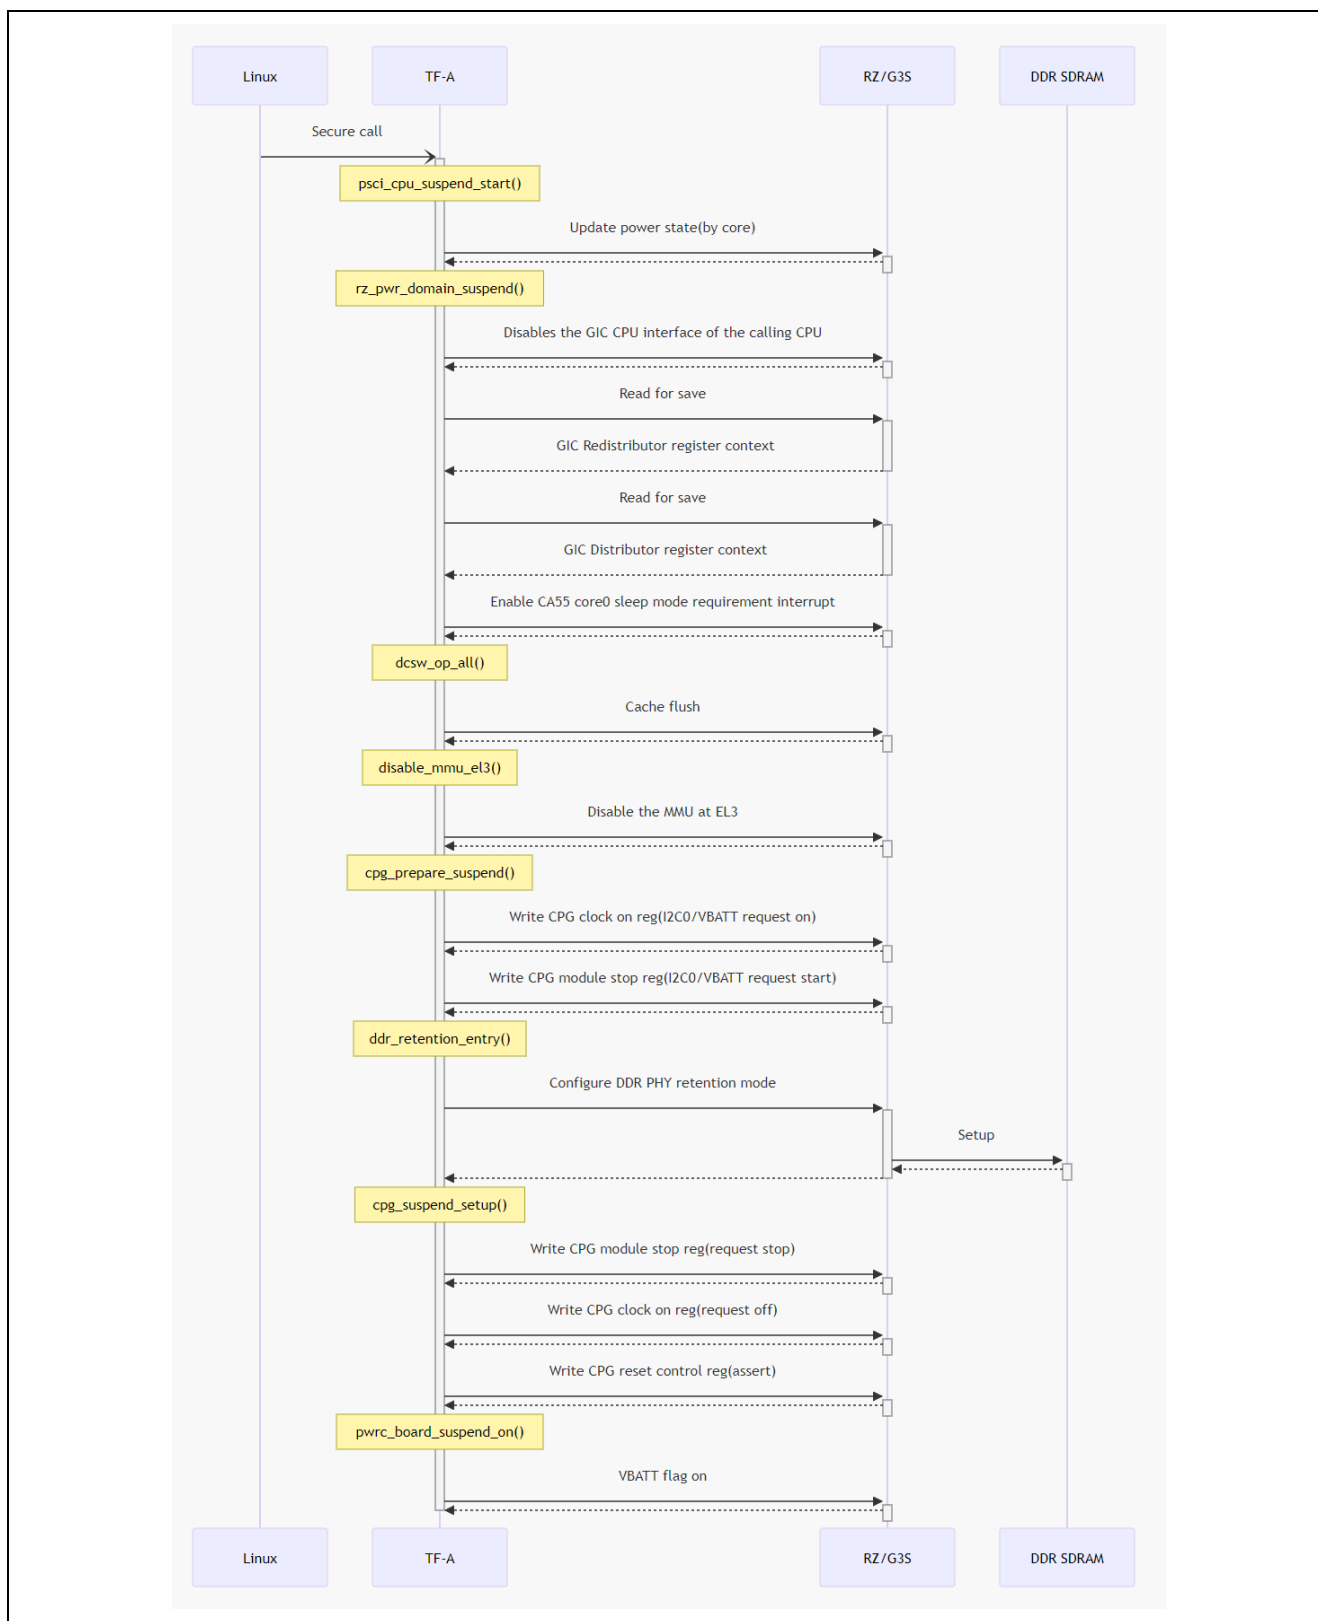 Linux
TF-A
RZ/G3S
DDR SDRAM
Secure call
psci_cpu_suspend_start()
Update power state(by core)
rz_pwr_domain_suspend()
Disables the GIC CPU interface of the calling CPU
Read for save
GIC Redistributor register context
Read for save
GIC Distributor register context
Enable CA55 core0 sleep mode requirement interrupt
dcsw_op_all()
Cache flush
disable_mmu_el3()
Disable the MMU at EL3
cpg_prepare_suspend()
Write CPG clock on reg(I2C0/VBATT request on)
Write CPG module stop reg(I2C0/VBATT request start)
ddr_retention_entry()
Configure DDR PHY retention mode
Setup
cpg_suspend_setup()
Write CPG module stop reg(request stop)
Write CPG clock on reg(request off)
Write CPG reset control reg(assert)
pwrc_board_suspend_on()
VBATT flag on
Linux
TF-A
RZ/G3S
DDR SDRAM